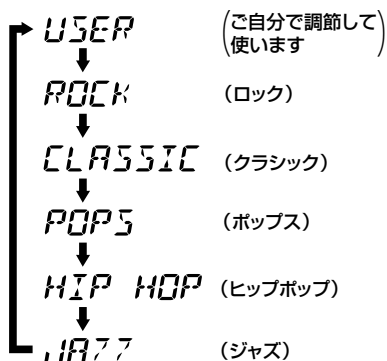 USER
(ご自分で調節して
使います)
ROCK (ロック)
CLASSIC (クラシック)
POPS (ポップス)
HIP HOP (ヒップポップ)
JAZZ (ジャズ)